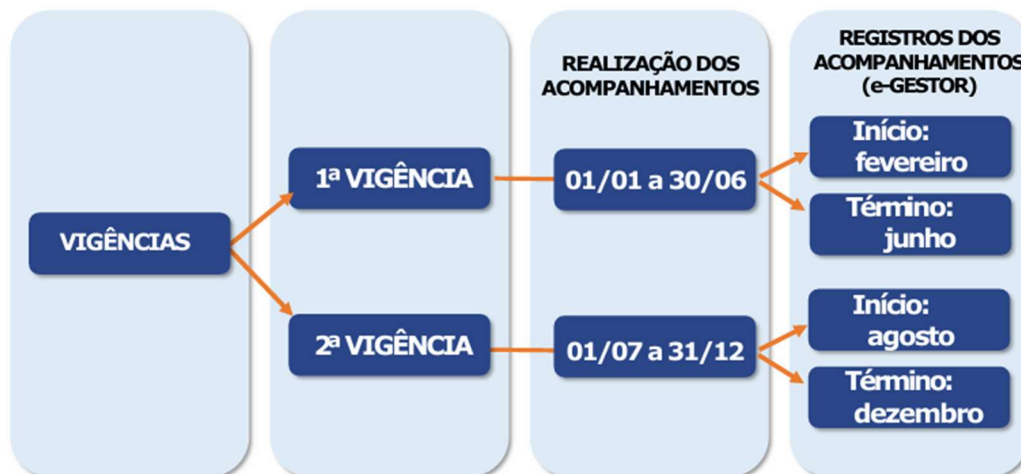 REALIZAÇÃO DOS
ACOMPANHAMENTOS
REGISTROS DOS
ACOMPANHAMENTOS
(e-GESTOR)
VIGÊNCIAS
1ª VIGÊNCIA
01/01 a 30/06
Início:
fevereiro
Término:
junho
2ª VIGÊNCIA
01/07 a 31/12
Início:
agosto
Término:
dezembro